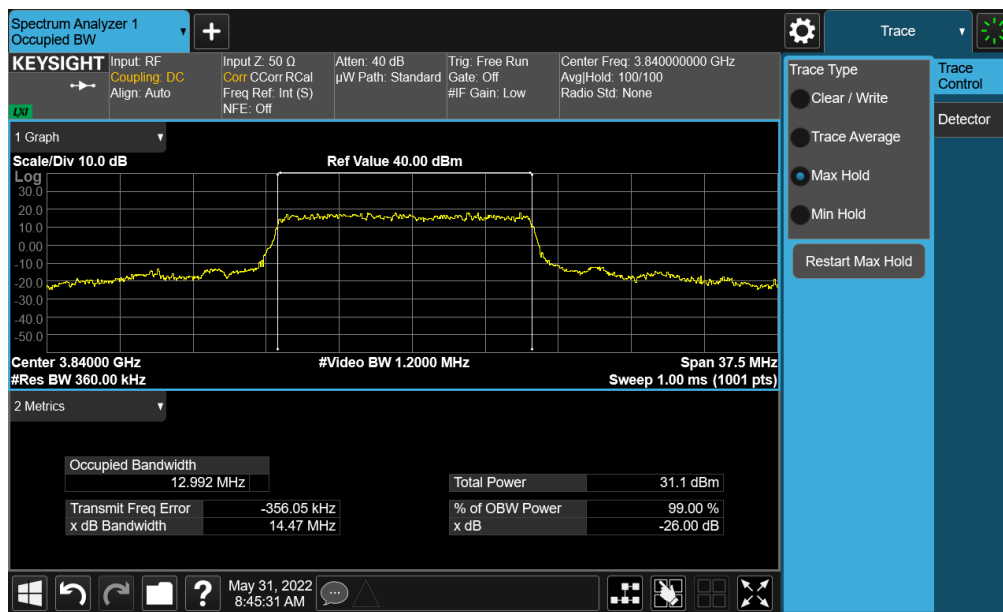 Spectrum Analyzer 1
Occupied BW
+
Trace
KEYSIGHT
LXI
Input: RF
Coupling: DC
Align: Auto
Input Z: 50 Ω
Corr CCorr RCal
Freq Ref: Int (S)
NFE: Off
Atten: 40 dB
µW Path: Standard
Trig: Free Run
Gate: Off
#IF Gain: Low
Center Freq: 3.840000000 GHz
Avg|Hold: 100/100
Radio Std: None
Trace Type
Clear / Write
Trace Average
Max Hold
Min Hold
Restart Max Hold
Trace
Control
Detector
1 Graph
Scale/Div 10.0 dB
Ref Value 40.00 dBm
Log
30.0
20.0
10.0
0.00
-10.0
-20.0
-30.0
-40.0
-50.0
Center 3.84000 GHz
#Video BW 1.2000 MHz
Span 37.5 MHz
#Res BW 360.00 kHz
Sweep 1.00 ms (1001 pts)
2 Metrics
Occupied Bandwidth
12.992 MHz
Total Power 31.1 dBm
Transmit Freq Error -356.05 kHz
% of OBW Power 99.00 %
x dB Bandwidth 14.47 MHz
x dB -26.00 dB
?
May 31, 2022
8:45:31 AM